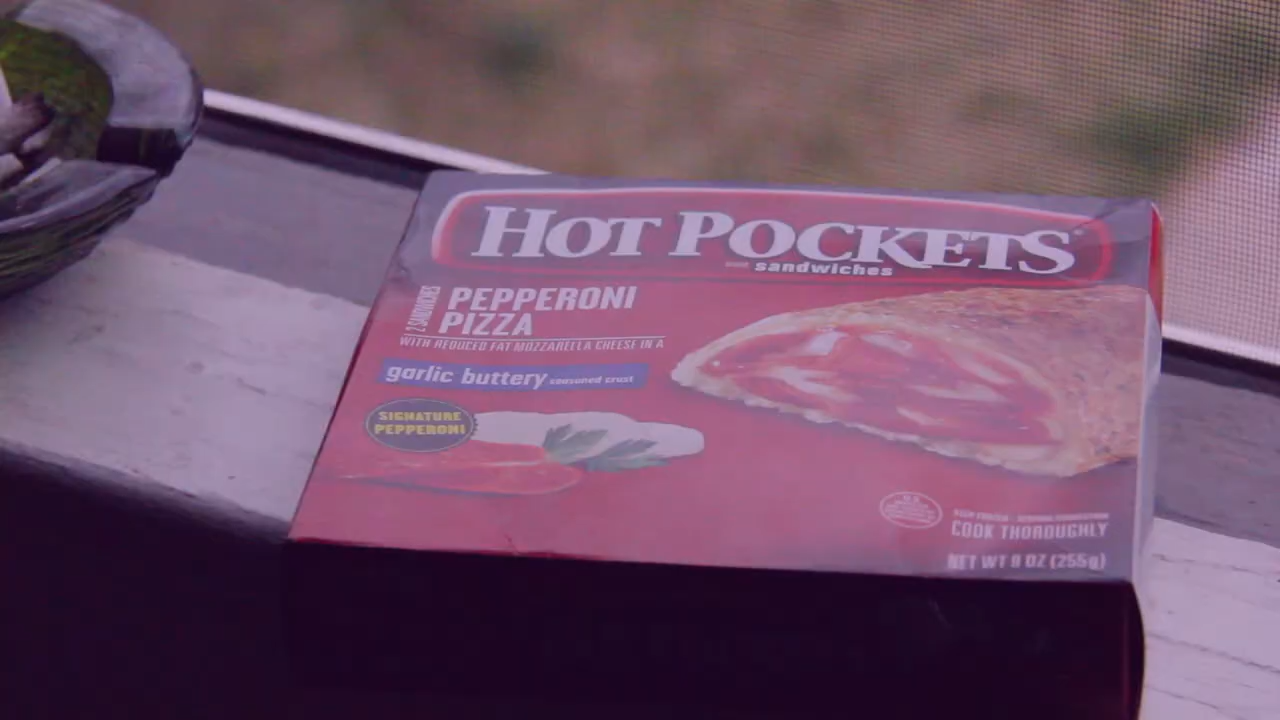 HOT POCKETS
sandwiches
2 SANDWICHES
PEPPERONI
PIZZA
WITH REDUCED FAT MOZZARELLA CHEESE IN A
garlic buttery seasoned crust
SIGNATURE
PEPPERONI
COOK THOROUGHLY
NET WT 9 OZ (255g)